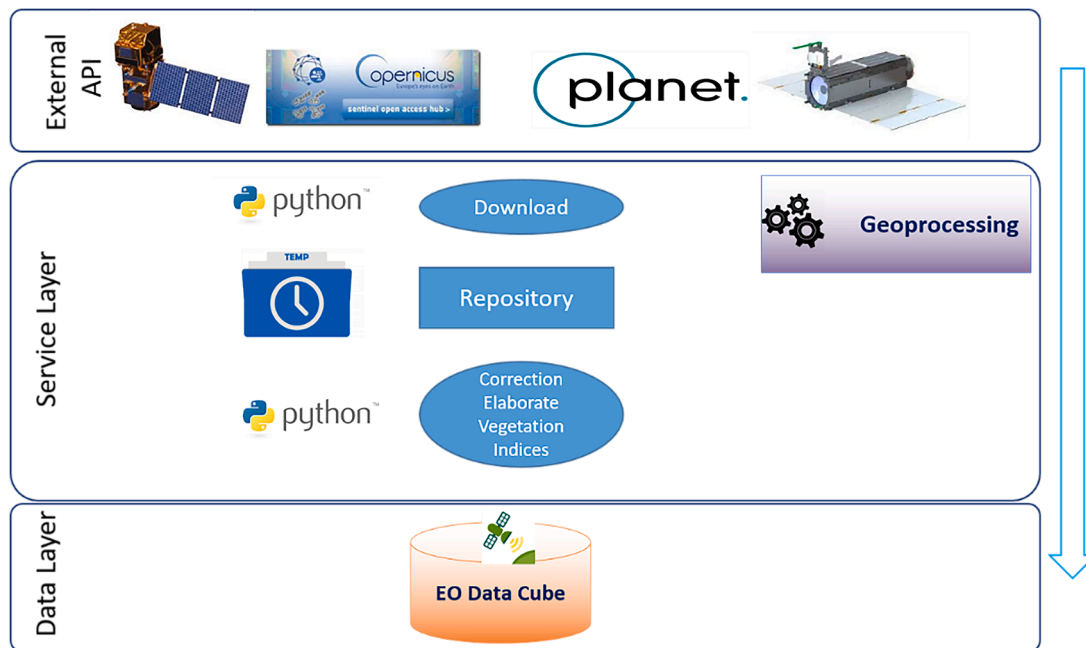 External
API
Copernicus
Europe's eyes on Earth
sentinel open access hub >
planet.
Service Layer
python™
Download
Geoprocessing
TEMP
Repository
python™
Correction
Elaborate
Vegetation
Indices
Data Layer
EO Data Cube